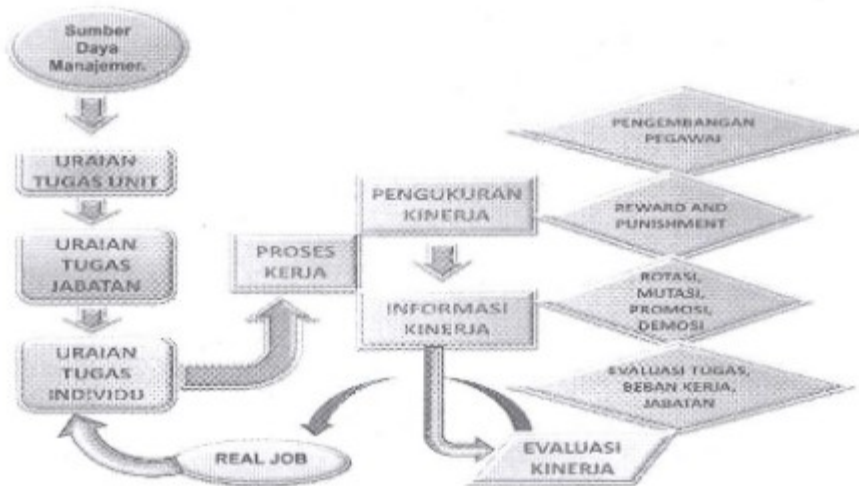 Sumber
Daya
Manajemer.
URAIAN
TUGAS UNIT
URAIAN
TUGAS
JABATAN
URAIAN
TUGAS
INDIVIDU
PROSES
KERJA
PENGUKURAN
KINERJA
INFORMASI
KINERJA
REAL JOB
EVALUASI
KINERJA
PENGEMBANGAN
PEGAWAI
REWARD AND
PUNISHMENT
ROTASI,
MUTASI,
PROMOSI,
DEMOSI
EVALUASI TUGAS,
BEBAN KERJA,
JABATAN